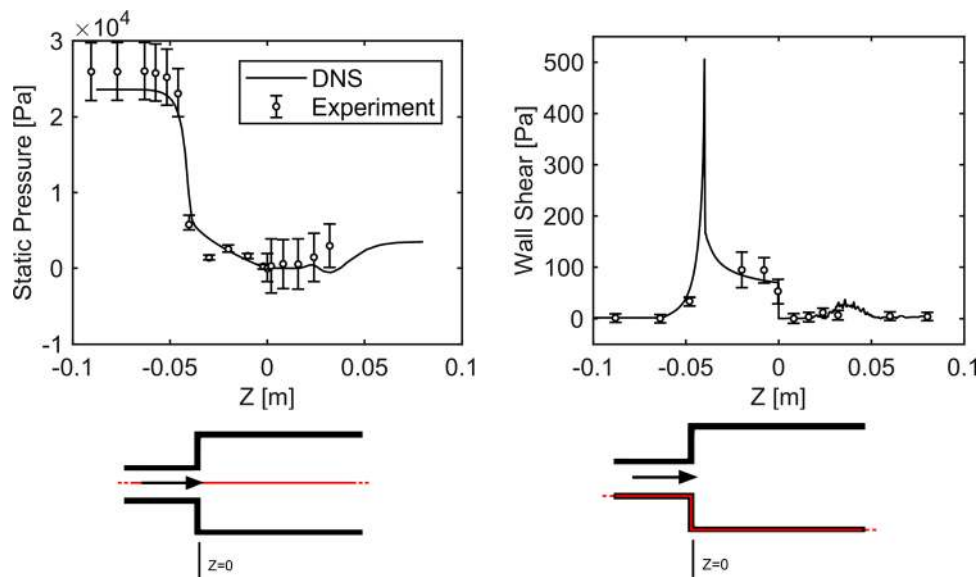 ×10⁴
3
2
1
0
-1
Static Pressure [Pa]
DNS
Experiment
-0.1 -0.05 0 0.05 0.1
Z [m]
Z=0
500
400
300
200
100
0
Wall Shear [Pa]
-0.1 -0.05 0 0.05 0.1
Z [m]
Z=0